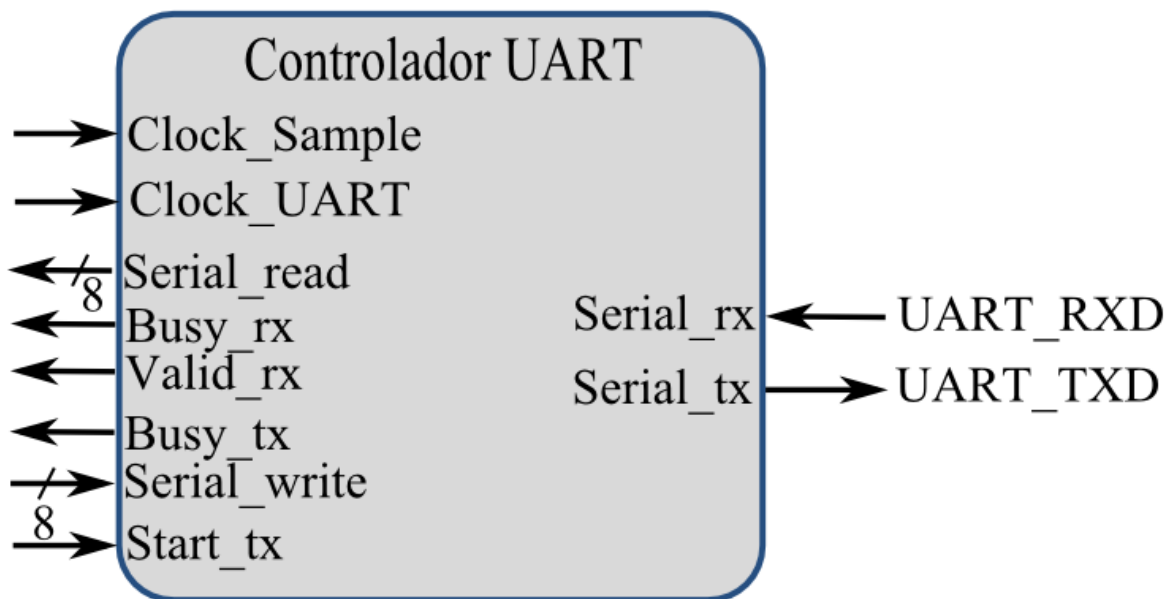 Controlador UART
Clock_Sample
Clock_UART
Serial_read
8
Busy_rx
Valid_rx
Busy_tx
Serial_write
8
Start_tx
Serial_rx
UART_RXD
Serial_tx
UART_TXD